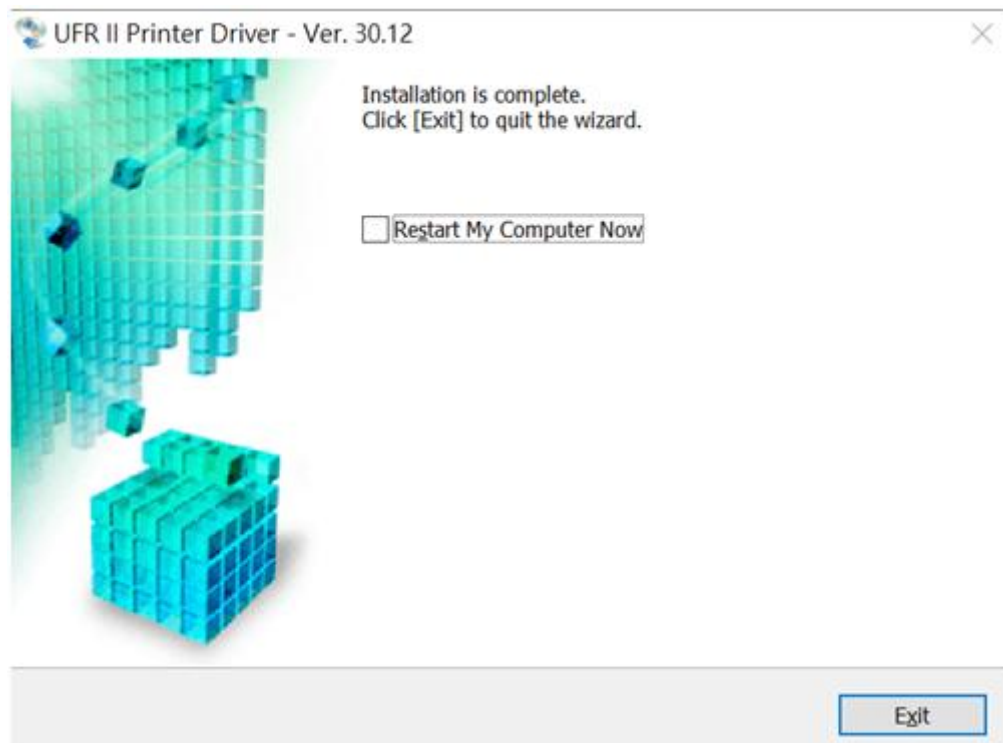 UFR II Printer Driver - Ver. 30.12
Installation is complete.
Click [Exit] to quit the wizard.
Restart My Computer Now
Exit